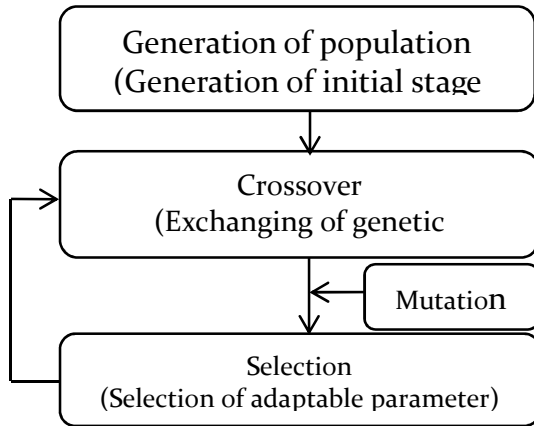 Generation of population
(Generation of initial stage
Crossover
(Exchanging of genetic
Mutation
Selection
(Selection of adaptable parameter)